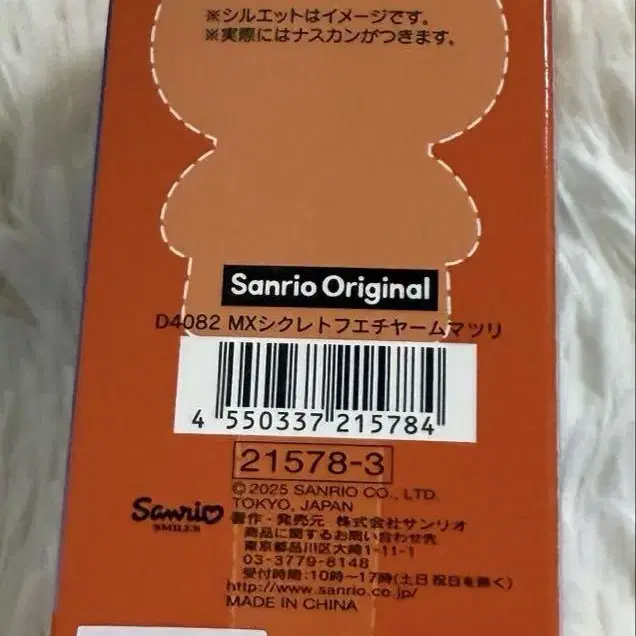 ※シルエットはイメージです。
※実際にはナスカンがつきます。
Sanrio Original
D4082 MXシクレトフエチヤームマツリ
4 550337 215784
21578-3
© 2025 SANRIO CO., LTD.
TOKYO, JAPAN
Sanrio
SMILES
著作・発売元 株式会社サンリオ
商品に関するお問い合わせ先
東京都品川区大崎1-11-1
03-3779-8148
受付時間:10時〜17時(土日祝日を除く)
http://www.sanrio.co.jp/
MADE IN CHINA